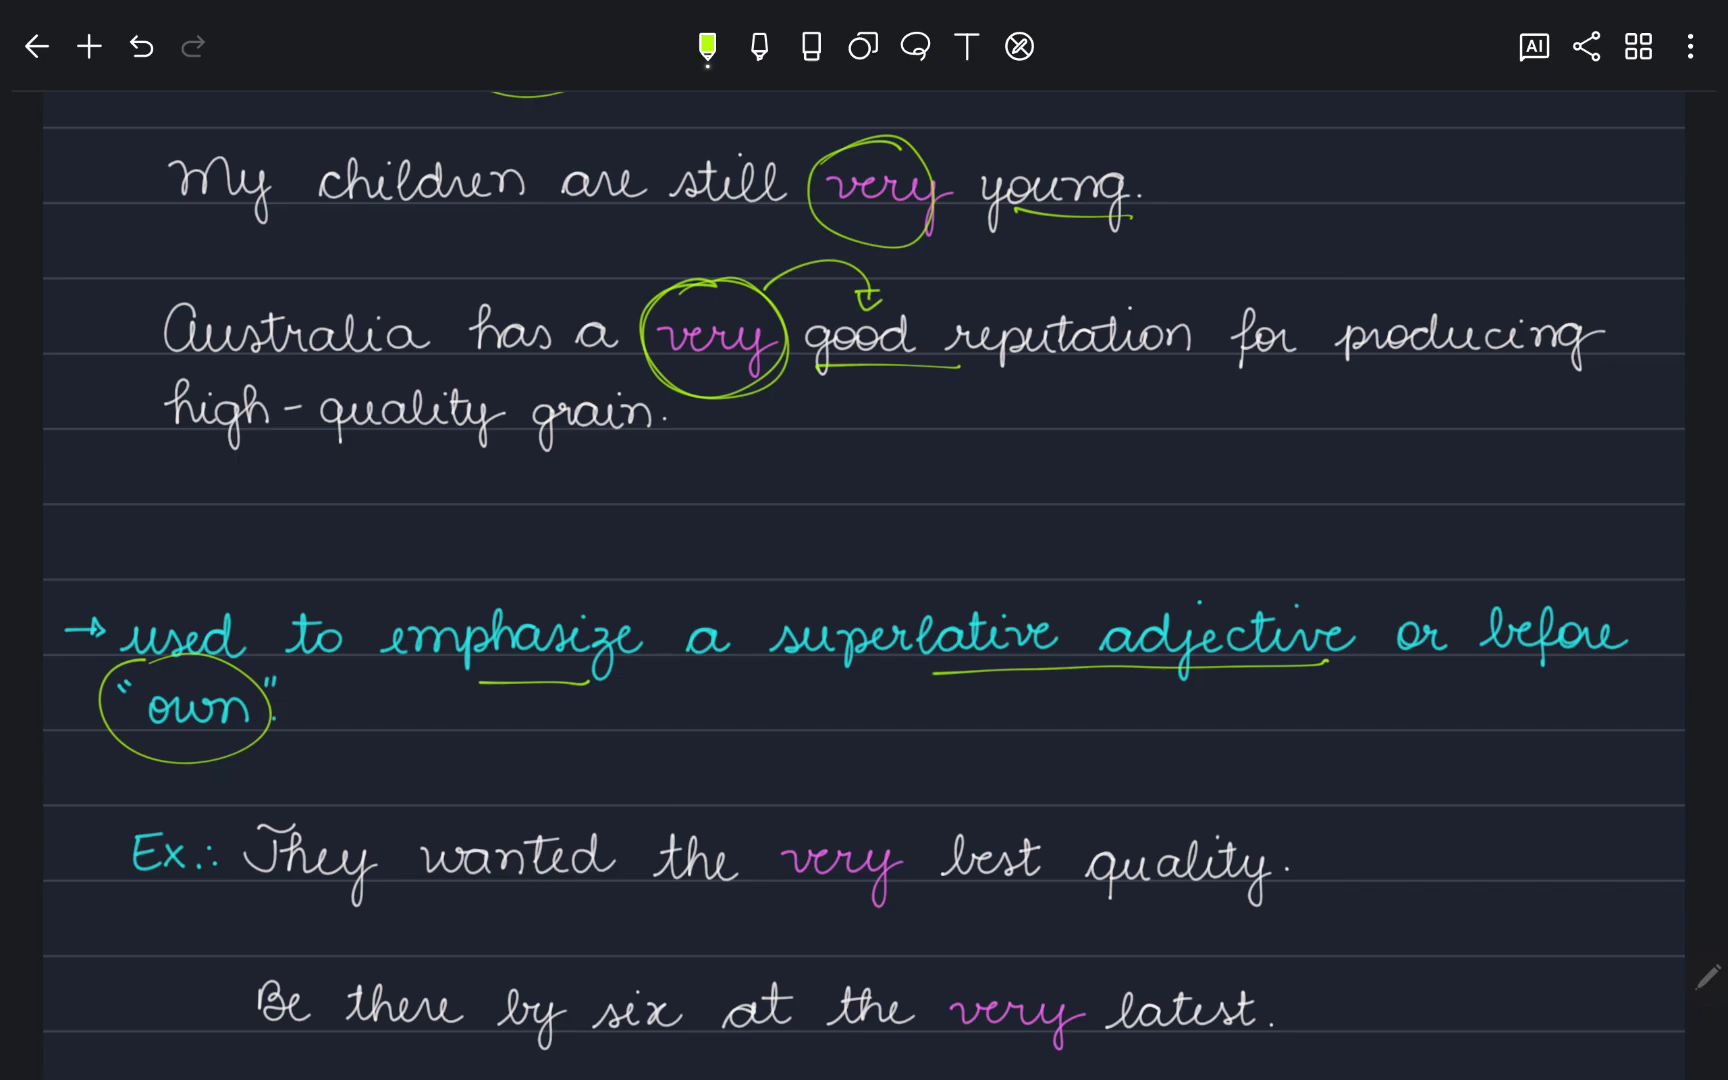 AI
T
My children are still very young.
Australia has a very good reputation for producing
high-quality grain.
→ used to emphasize a superlative adjective or before
"own".
Ex.: They wanted the very best quality.
Be there by six at the very latest.